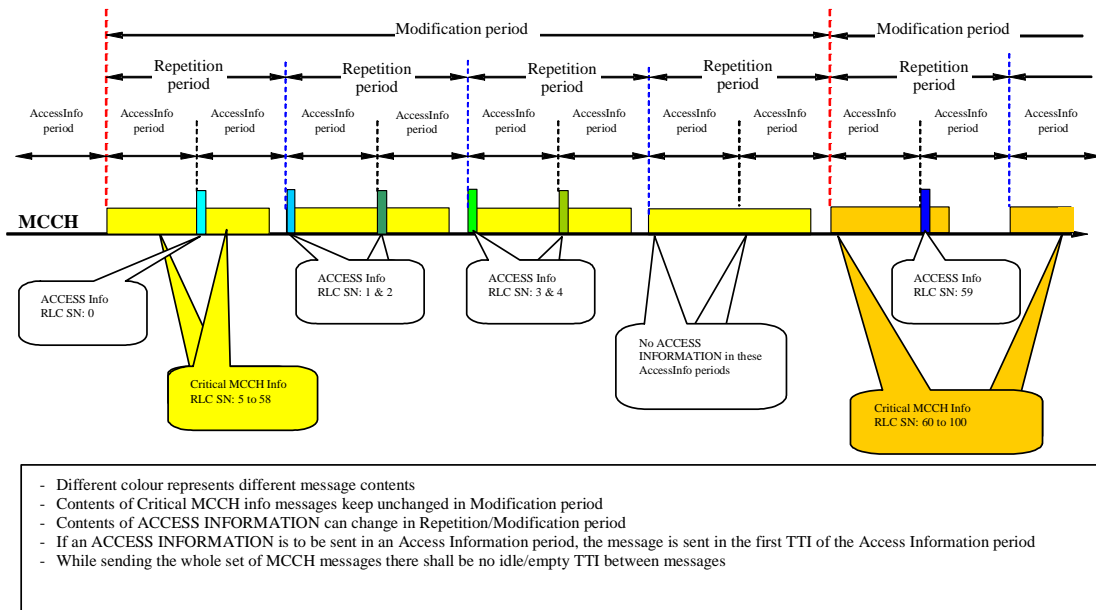 Modification period
Modification period
Repetition
period
Repetition
period
Repetition
period
Repetition
period
Repetition
period
AccessInfo
period
AccessInfo
period
AccessInfo
period
AccessInfo
period
AccessInfo
period
AccessInfo
period
AccessInfo
period
AccessInfo
period
AccessInfo
period
AccessInfo
period
AccessInfo
period
AccessInfo
period
MCCH
ACCESS Info
RLC SN: 0
ACCESS Info
RLC SN: 1 & 2
ACCESS Info
RLC SN: 3 & 4
ACCESS Info
RLC SN: 59
No ACCESS
INFORMATION in these
AccessInfo periods
Critical MCCH Info
RLC SN: 5 to 58
Critical MCCH Info
RLC SN: 60 to 100
- Different colour represents different message contents
- Contents of Critical MCCH info messages keep unchanged in Modification period
- Contents of ACCESS INFORMATION can change in Repetition/Modification period
- If an ACCESS INFORMATION is to be sent in an Access Information period, the message is sent in the first TTI of the Access Information period
- While sending the whole set of MCCH messages there shall be no idle/empty TTI between messages